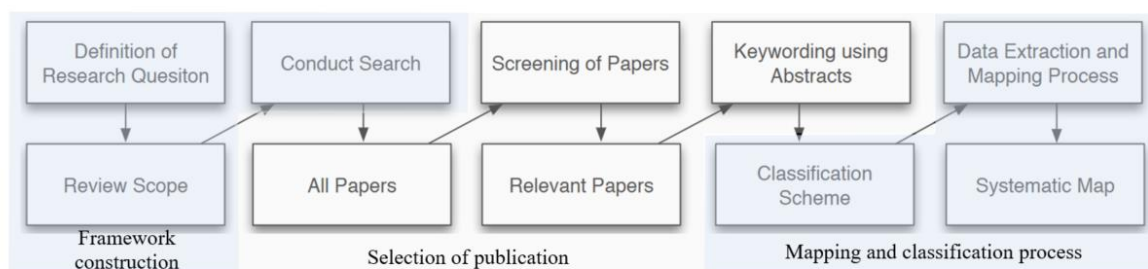 Definition of
Research Quesiton
Conduct Search
Screening of Papers
Keywording using
Abstracts
Data Extraction and
Mapping Process
Review Scope
All Papers
Relevant Papers
Classification
Scheme
Systematic Map
Framework
construction
Selection of publication
Mapping and classification process